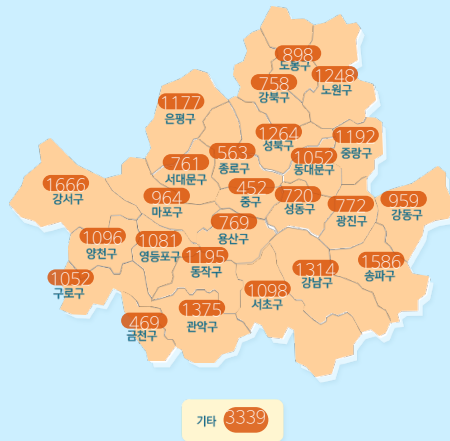 898
노봉구
758
강북구
1248
노원구
1177
은평구
1264
성북구
1192
중랑구
563
종로구
1052
동대문구
761
서대문구
1666
강서구
964
마포구
452
중구
720
성동구
772
광진구
959
강동구
769
용산구
1096
양천구
1081
영등포구
1195
동작구
1586
송파구
1314
강남구
1052
구로구
1098
서초구
469
금천구
1375
관악구
기타 3339